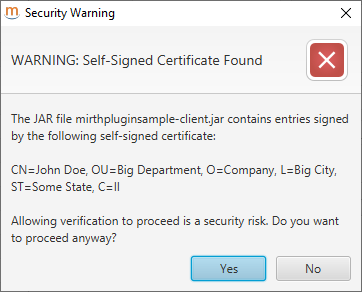 m Security Warning
WARNING: Self-Signed Certificate Found
The JAR file mirthpluginsample-client.jar contains entries signed
by the following self-signed certificate:
CN=John Doe, OU=Big Department, O=Company, L=Big City,
ST=Some State, C=II
Allowing verification to proceed is a security risk. Do you want
to proceed anyway?
Yes
No